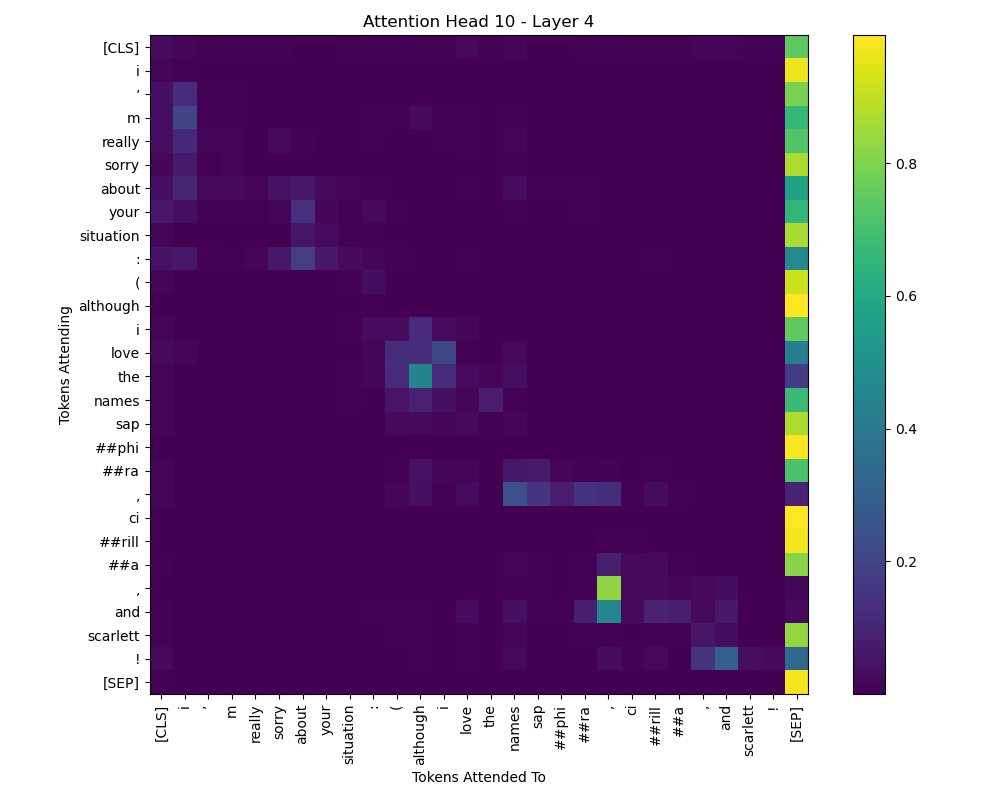 Attention Head 10 - Layer 4
Tokens Attending
[CLS]
i
’
m
really
sorry
about
your
situation
:
(
although
i
love
the
names
sap
##phi
##ra
,
ci
##rill
##a
,
and
scarlett
!
[SEP]
[CLS]
i
’
m
really
sorry
about
your
situation
:
(
although
i
love
the
names
sap
##phi
##ra
,
ci
##rill
##a
,
and
scarlett
!
[SEP]
Tokens Attended To
0.8
0.6
0.4
0.2